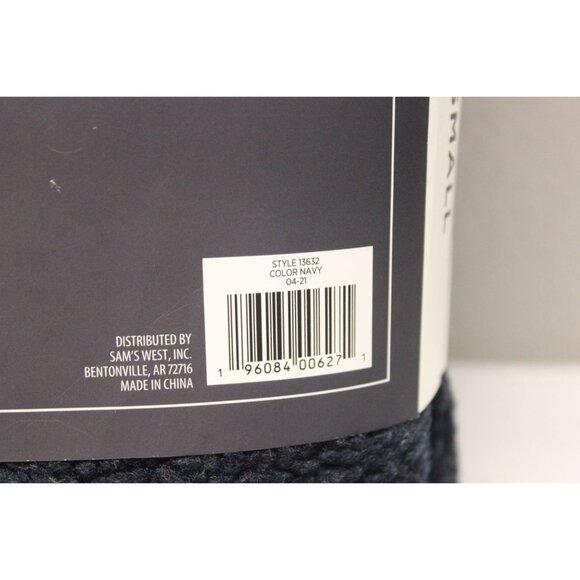 SMALL
STYLE 13632
COLOR NAVY
04-21
1 96084 00627 1
DISTRIBUTED BY
SAM'S WEST, INC.
BENTONVILLE, AR 72716
MADE IN CHINA